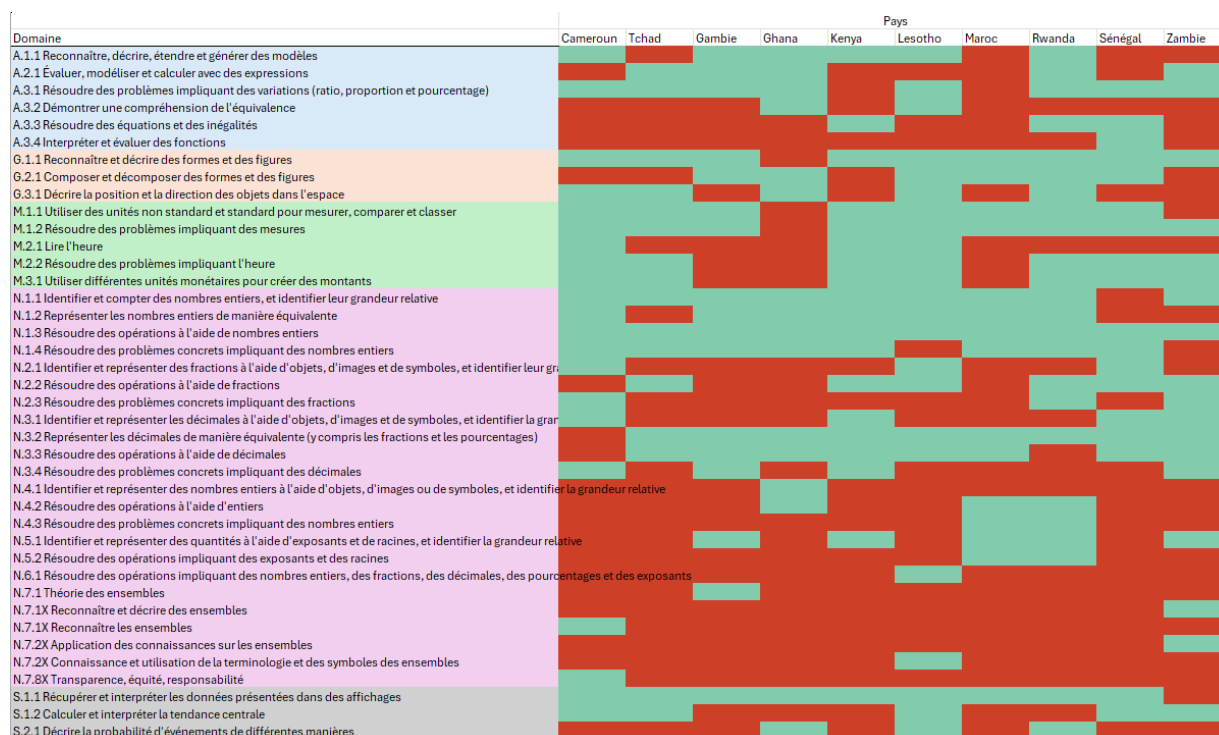 Pays
Domaine Cameroun Tchad Gambie Ghana Kenya Lesotho Maroc Rwanda Sénégal Zambie
A.1.1 Reconnaître, décrire, étendre et générer des modèles
A.2.1 Évaluer, modéliser et calculer avec des expressions
A.3.1 Résoudre des problèmes impliquant des variations (ratio, proportion et pourcentage)
A.3.2 Démontrer une compréhension de l'équivalence
A.3.3 Résoudre des équations et des inégalités
A.3.4 Interpréter et évaluer des fonctions
G.1.1 Reconnaître et décrire des formes et des figures
G.2.1 Composer et décomposer des formes et des figures
G.3.1 Décrire la position et la direction des objets dans l'espace
M.1.1 Utiliser des unités non standard et standard pour mesurer, comparer et classer
M.1.2 Résoudre des problèmes impliquant des mesures
M.2.1 Lire l'heure
M.2.2 Résoudre des problèmes impliquant l'heure
M.3.1 Utiliser différentes unités monétaires pour créer des montants
N.1.1 Identifier et compter des nombres entiers, et identifier leur grandeur relative
N.1.2 Représenter les nombres entiers de manière équivalente
N.1.3 Résoudre des opérations à l'aide de nombres entiers
N.1.4 Résoudre des problèmes concrets impliquant des nombres entiers
N.2.1 Identifier et représenter des fractions à l'aide d'objets, d'images et de symboles, et identifier leur gra
N.2.2 Résoudre des opérations à l'aide de fractions
N.2.3 Résoudre des problèmes concrets impliquant des fractions
N.3.1 Identifier et représenter les décimales à l'aide d'objets, d'images et de symboles, et identifier la gran
N.3.2 Représenter les décimales de manière équivalente (y compris les fractions et les pourcentages)
N.3.3 Résoudre des opérations à l'aide de décimales
N.3.4 Résoudre des problèmes concrets impliquant des décimales
N.4.1 Identifier et représenter des nombres entiers à l'aide d'objets, d'images ou de symboles, et identifier la grandeur relative
N.4.2 Résoudre des opérations à l'aide d'entiers
N.4.3 Résoudre des problèmes concrets impliquant des nombres entiers
N.5.1 Identifier et représenter des quantités à l'aide d'exposants et de racines, et identifier la grandeur relative
N.5.2 Résoudre des opérations impliquant des exposants et des racines
N.6.1 Résoudre des opérations impliquant des nombres entiers, des fractions, des décimales, des pourcentages et des exposants
N.7.1 Théorie des ensembles
N.7.1X Reconnaître et décrire des ensembles
N.7.1X Reconnaître les ensembles
N.7.2X Application des connaissances sur les ensembles
N.7.2X Connaissance et utilisation de la terminologie et des symboles des ensembles
N.7.8X Transparence, équité, responsabilité
S.1.1 Récupérer et interpréter les données présentées dans des affichages
S.1.2 Calculer et interpréter la tendance centrale
S.2.1 Décrire la probabilité d'événements de différentes manières